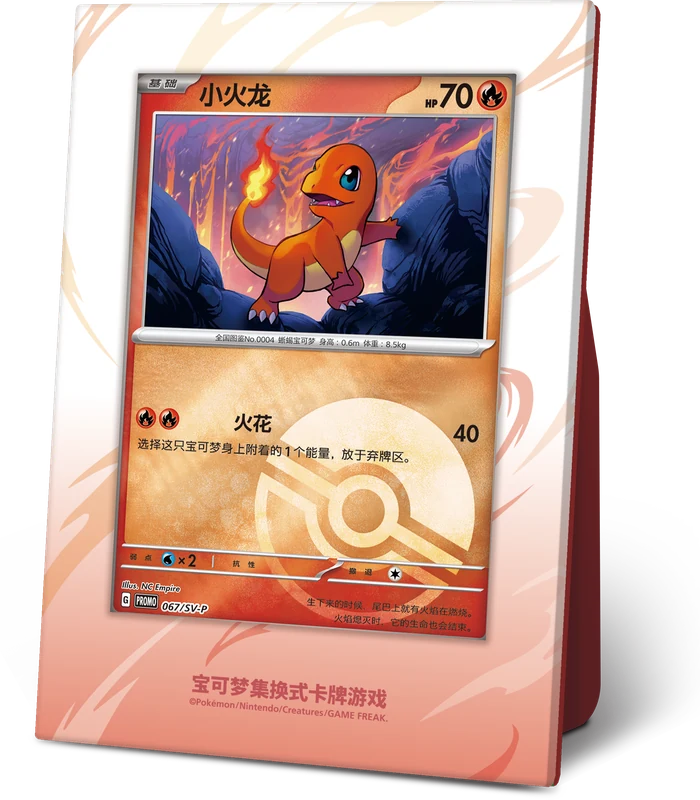 基础
小火龙
HP 70
全国图鉴No.0004 蜥蜴宝可梦 身高：0.6m 体重：8.5kg
火花 40
选择这只宝可梦身上附着的1个能量，放于弃牌区。
弱点 ×2 抗性 撤退
Illus. NC Empire
G PROMO 067/SV-P
生下来的时候，尾巴上就有火焰在燃烧。
火焰熄灭时，它的生命也会结束。
宝可梦集换式卡牌游戏
©Pokémon/Nintendo/Creatures/GAME FREAK.